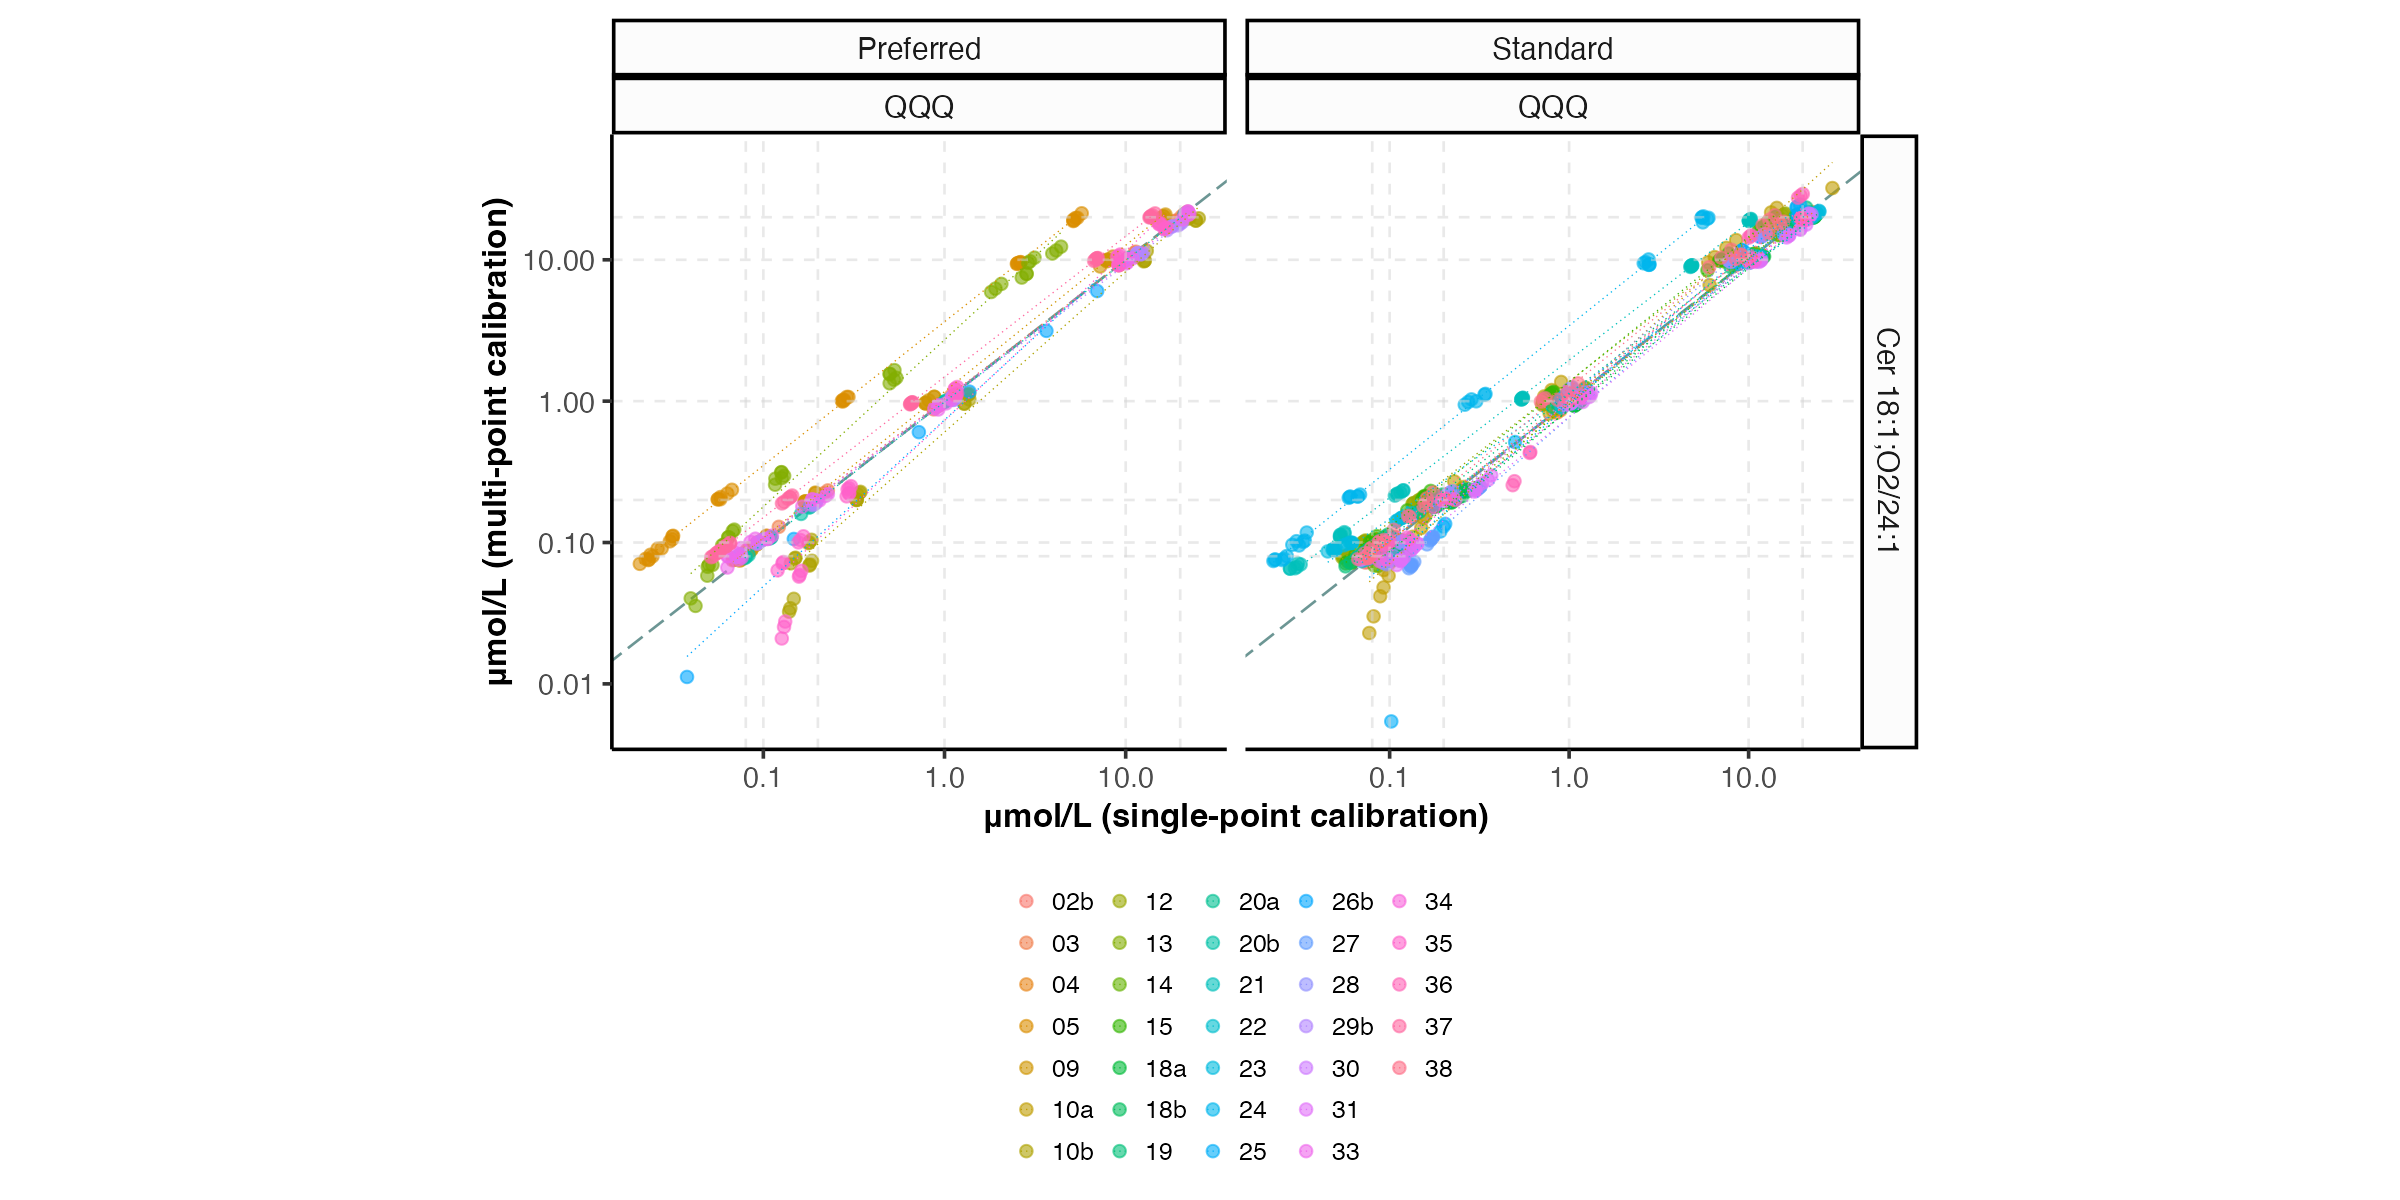 Preferred
Standard
QQQ
QQQ
µmol/L (multi-point calibration)
10.00
1.00
0.10
0.01
Cer 18:1;O2/24:1
0.1
1.0
10.0
0.1
1.0
10.0
µmol/L (single-point calibration)
02b 12 20a 26b 34
03 13 20b 27 35
04 14 21 28 36
05 15 22 29b 37
09 18a 23 30 38
10a 18b 24 31
10b 19 25 33